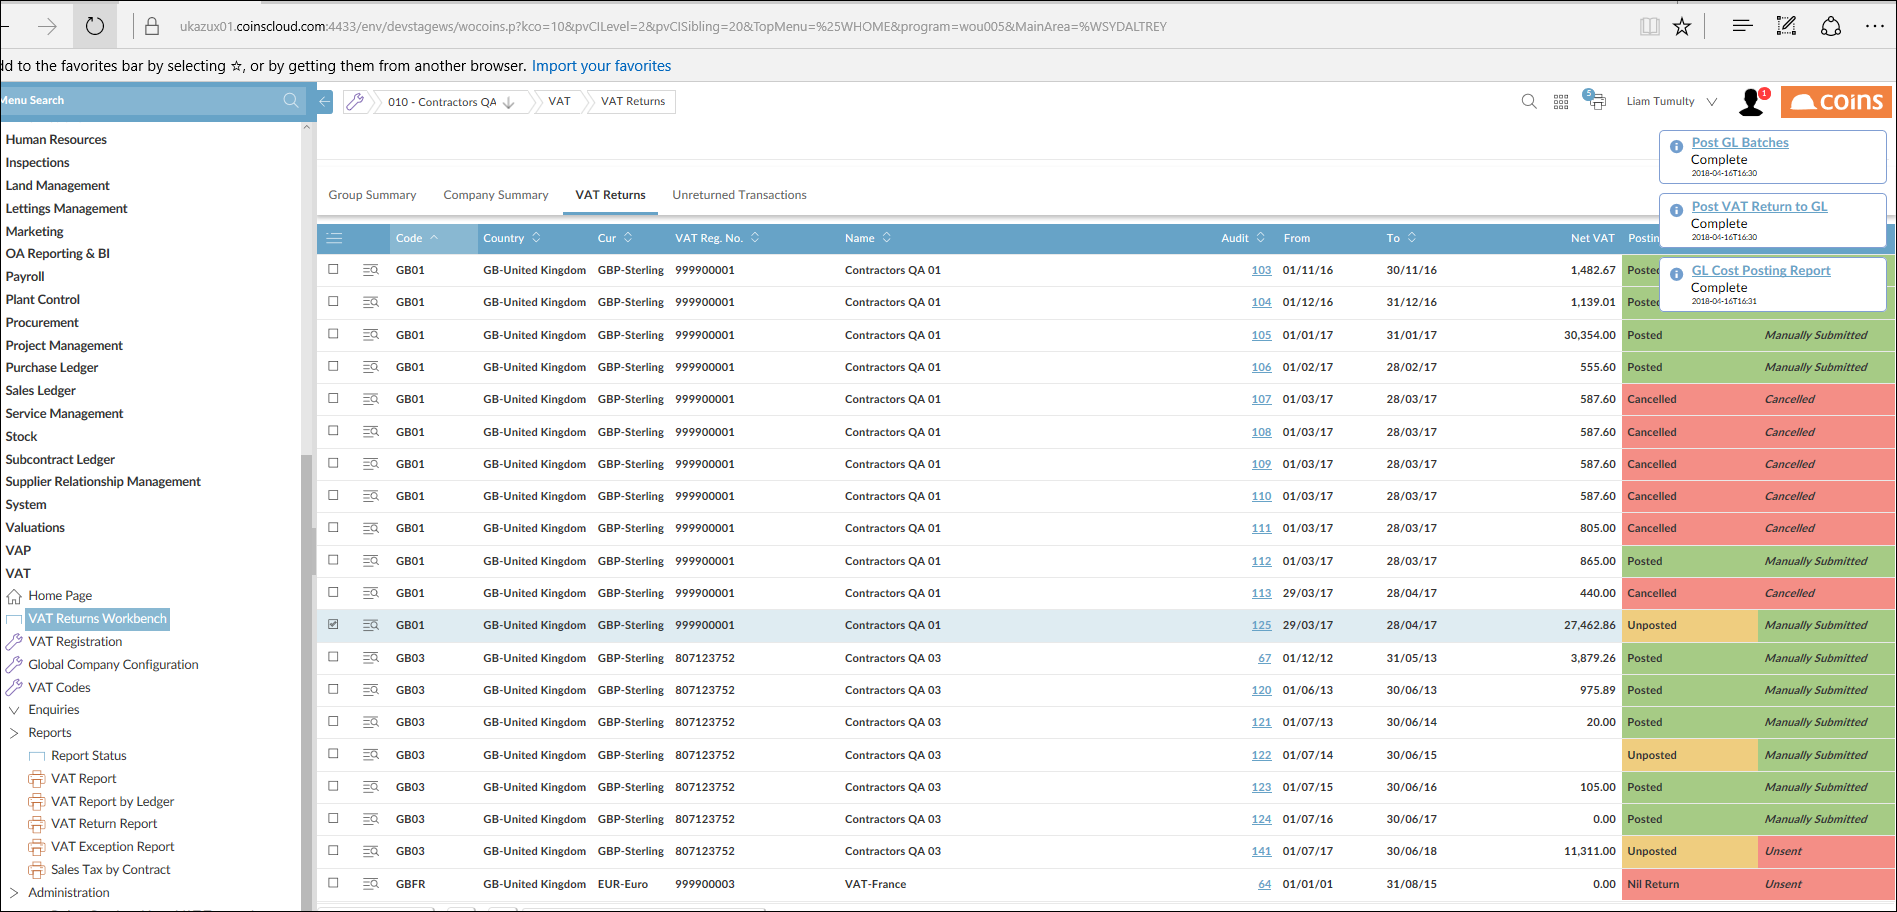 ukazux01.coinscloud.com:4433/env/devstagews/wocoins.p?kco=10&pvCILevel=2&pvCISibling=20&TopMenu=%25WHOME&program=wou005&MainArea=%WSYDALTREY
to the favorites bar by selecting ☆, or by getting them from another browser. Import your favorites
Menu Search
010 - Contractors QA
VAT
VAT Returns
5
Liam Tumulty
1
coins
Human Resources
Inspections
Land Management
Lettings Management
Marketing
OA Reporting & BI
Payroll
Plant Control
Procurement
Project Management
Purchase Ledger
Sales Ledger
Service Management
Stock
Subcontract Ledger
Supplier Relationship Management
System
Valuations
VAP
VAT
Home Page
VAT Returns Workbench
VAT Registration
Global Company Configuration
VAT Codes
Enquiries
Reports
Report Status
VAT Report
VAT Report by Ledger
VAT Return Report
VAT Exception Report
Sales Tax by Contract
Administration
Post GL Batches
Complete
2018-04-16T16:30
Post VAT Return to GL
Complete
2018-04-16T16:30
GL Cost Posting Report
Complete
2018-04-16T16:31
Group Summary Company Summary VAT Returns Unreturned Transactions
Code Country Cur VAT Reg. No. Name Audit From To Net VAT
GB01 GB-United Kingdom GBP-Sterling 999900001 Contractors QA 01 103 01/11/16 30/11/16 1,482.67 Posted
GB01 GB-United Kingdom GBP-Sterling 999900001 Contractors QA 01 104 01/12/16 31/12/16 1,139.01 Posted
GB01 GB-United Kingdom GBP-Sterling 999900001 Contractors QA 01 105 01/01/17 31/01/17 30,354.00 Posted Manually Submitted
GB01 GB-United Kingdom GBP-Sterling 999900001 Contractors QA 01 106 01/02/17 28/02/17 555.60 Posted Manually Submitted
GB01 GB-United Kingdom GBP-Sterling 999900001 Contractors QA 01 107 01/03/17 28/03/17 587.60 Cancelled Cancelled
GB01 GB-United Kingdom GBP-Sterling 999900001 Contractors QA 01 108 01/03/17 28/03/17 587.60 Cancelled Cancelled
GB01 GB-United Kingdom GBP-Sterling 999900001 Contractors QA 01 109 01/03/17 28/03/17 587.60 Cancelled Cancelled
GB01 GB-United Kingdom GBP-Sterling 999900001 Contractors QA 01 110 01/03/17 28/03/17 587.60 Cancelled Cancelled
GB01 GB-United Kingdom GBP-Sterling 999900001 Contractors QA 01 111 01/03/17 28/03/17 805.00 Cancelled Cancelled
GB01 GB-United Kingdom GBP-Sterling 999900001 Contractors QA 01 112 01/03/17 28/03/17 865.00 Posted Manually Submitted
GB01 GB-United Kingdom GBP-Sterling 999900001 Contractors QA 01 113 29/03/17 28/04/17 440.00 Cancelled Cancelled
GB01 GB-United Kingdom GBP-Sterling 999900001 Contractors QA 01 125 29/03/17 28/04/17 27,462.86 Unposted Manually Submitted
GB03 GB-United Kingdom GBP-Sterling 807123752 Contractors QA 03 67 01/12/12 31/05/13 3,879.26 Posted Manually Submitted
GB03 GB-United Kingdom GBP-Sterling 807123752 Contractors QA 03 120 01/06/13 30/06/13 975.89 Posted Manually Submitted
GB03 GB-United Kingdom GBP-Sterling 807123752 Contractors QA 03 121 01/07/13 30/06/14 20.00 Posted Manually Submitted
GB03 GB-United Kingdom GBP-Sterling 807123752 Contractors QA 03 122 01/07/14 30/06/15 Unposted Manually Submitted
GB03 GB-United Kingdom GBP-Sterling 807123752 Contractors QA 03 123 01/07/15 30/06/16 105.00 Posted Manually Submitted
GB03 GB-United Kingdom GBP-Sterling 807123752 Contractors QA 03 124 01/07/16 30/06/17 0.00 Posted Manually Submitted
GB03 GB-United Kingdom GBP-Sterling 807123752 Contractors QA 03 141 01/07/17 30/06/18 11,311.00 Unposted Unsent
GBFR GB-United Kingdom EUR-Euro 999900003 VAT-France 64 01/01/01 31/08/15 0.00 Nil Return Unsent